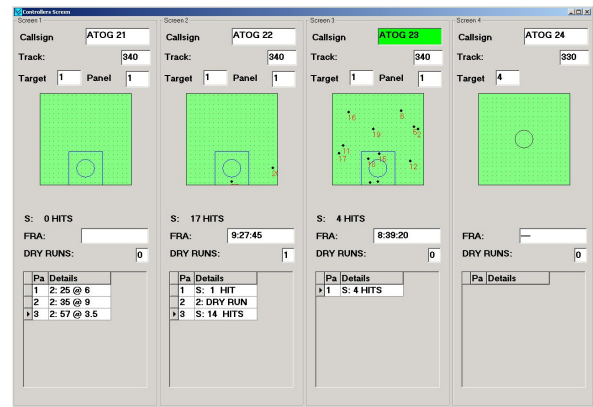 Controllers Screen
Screen 1
Callsign ATOG 21
Track: 340
Target 1 Panel 1
S: 0 HITS
FRA:
DRY RUNS: 0
Pa Details
1 2: 25 @ 6
2 2: 35 @ 9
3 2: 57 @ 3.5
Screen 2
Callsign ATOG 22
Track: 340
Target 1 Panel 1
S: 17 HITS
FRA: 9:27:45
DRY RUNS: 1
Pa Details
1 S: 1 HIT
2 2: DRY RUN
3 S: 14 HITS
Screen 3
Callsign ATOG 23
Track: 340
Target 1 Panel 1
16
19
11
17
12
S: 4 HITS
FRA: 8:39:20
DRY RUNS: 0
Pa Details
1 S: 4 HITS
Screen 4
Callsign ATOG 24
Track: 330
Target 4
FRA: ---
DRY RUNS: 0
Pa Details